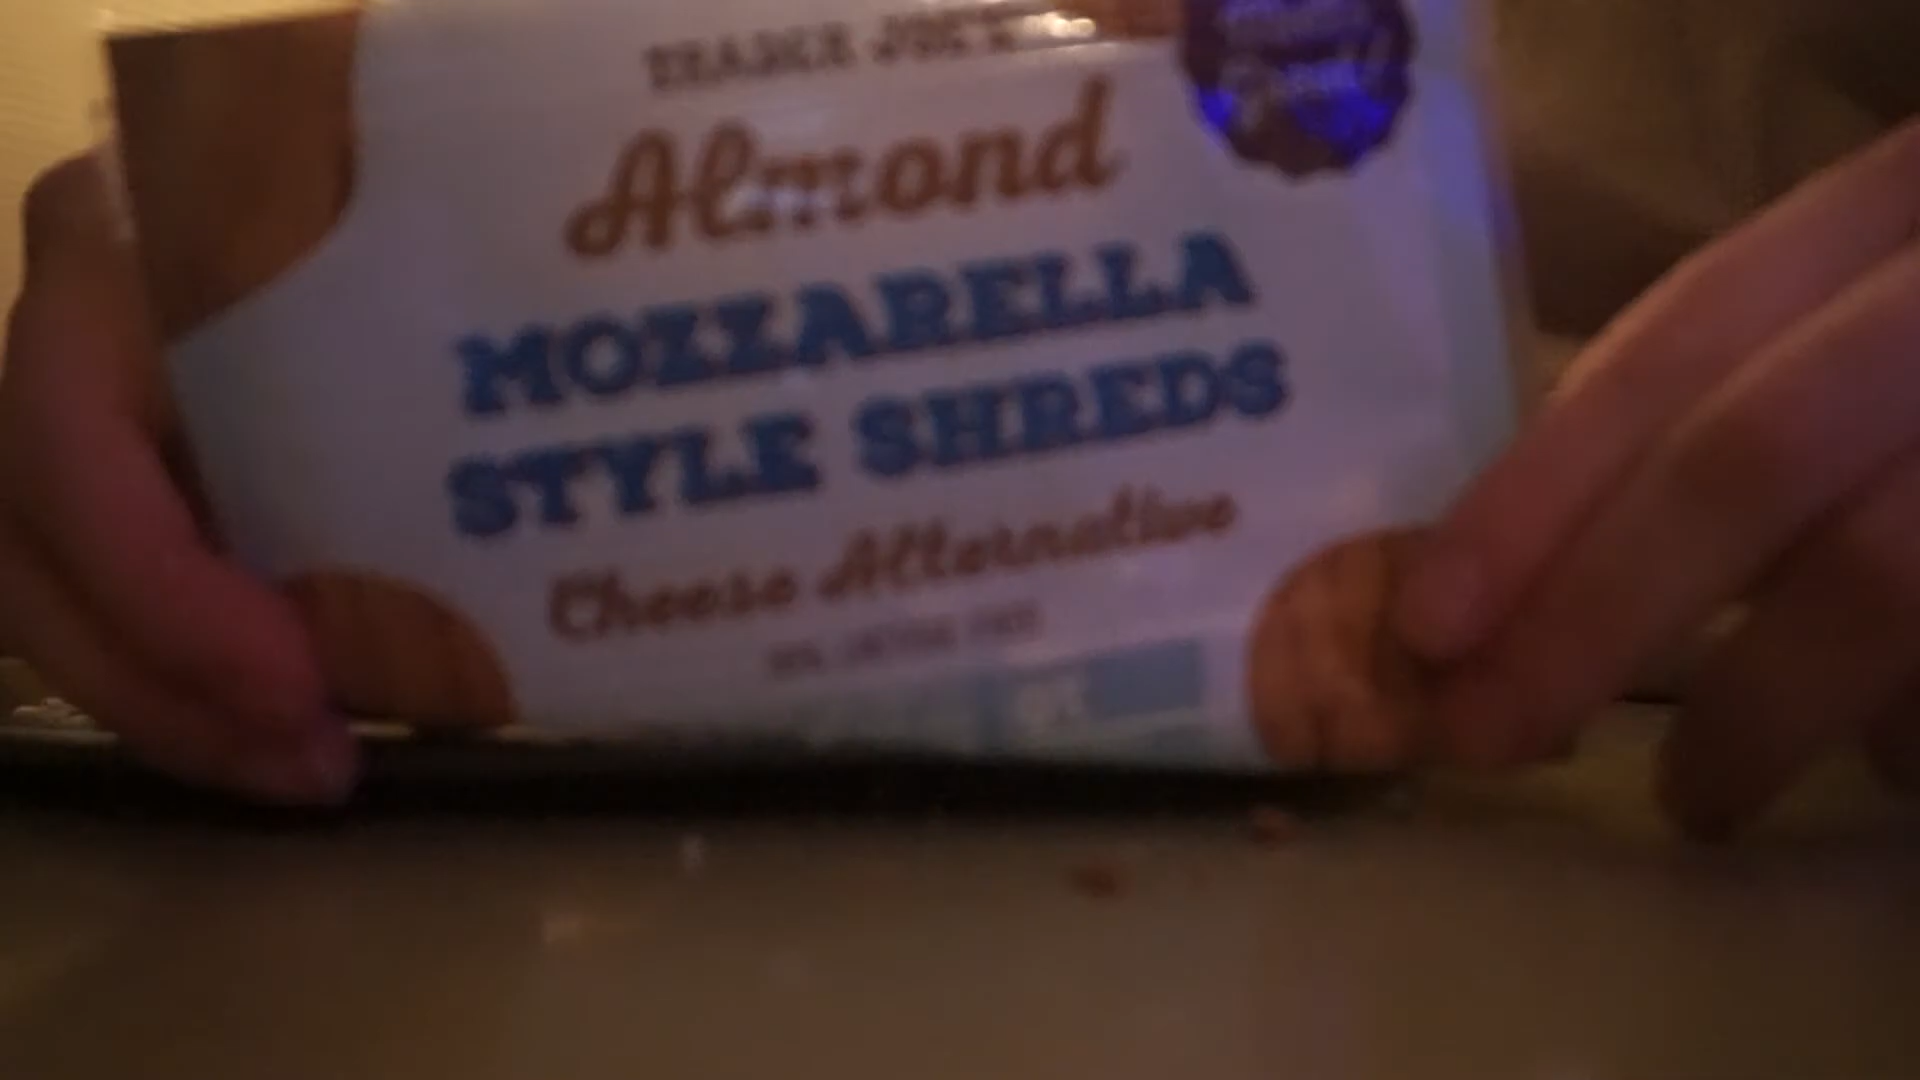 TRADER JOE'S
Almond
MOZZARELLA
STYLE SHREDS
Cheese Alternative